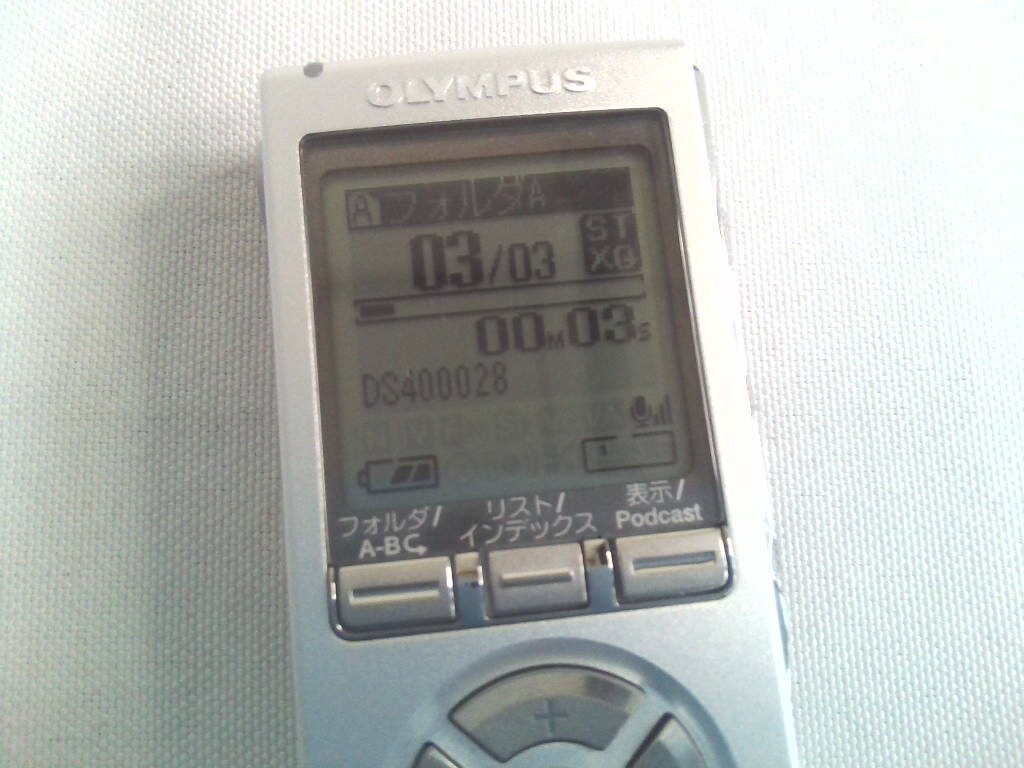 OLYMPUS
A フォルダA
03/03
ST
XQ
00M03s
DS400028
フォルダ/
A-BC
リスト/
インデックス
表示/
Podcast
+